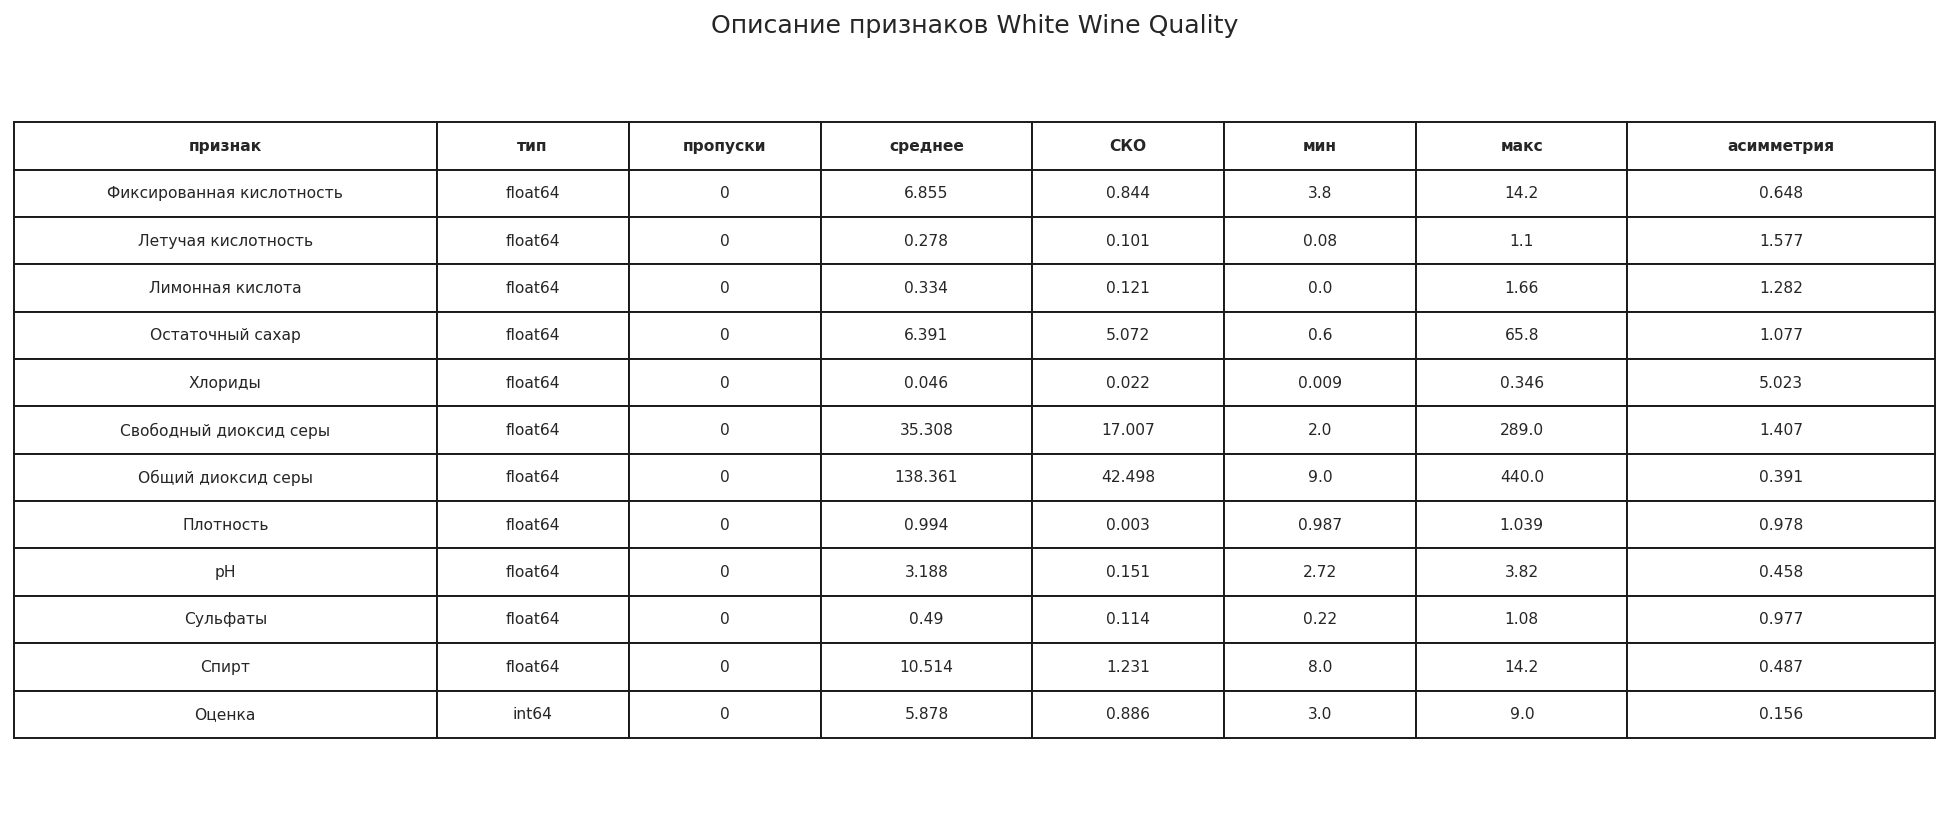 Описание признаков White Wine Quality
признак тип пропуски среднее СКО мин макс асимметрия
Фиксированная кислотность float64 0 6.855 0.844 3.8 14.2 0.648
Летучая кислотность float64 0 0.278 0.101 0.08 1.1 1.577
Лимонная кислота float64 0 0.334 0.121 0.0 1.66 1.282
Остаточный сахар float64 0 6.391 5.072 0.6 65.8 1.077
Хлориды float64 0 0.046 0.022 0.009 0.346 5.023
Свободный диоксид серы float64 0 35.308 17.007 2.0 289.0 1.407
Общий диоксид серы float64 0 138.361 42.498 9.0 440.0 0.391
Плотность float64 0 0.994 0.003 0.987 1.039 0.978
pH float64 0 3.188 0.151 2.72 3.82 0.458
Сульфаты float64 0 0.49 0.114 0.22 1.08 0.977
Спирт float64 0 10.514 1.231 8.0 14.2 0.487
Оценка int64 0 5.878 0.886 3.0 9.0 0.156